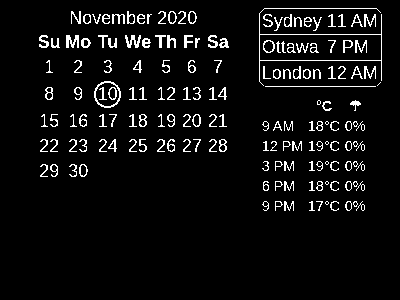 November 2020
Su Mo Tu We Th Fr Sa
1 2 3 4 5 6 7
8 9 10 11 12 13 14
15 16 17 18 19 20 21
22 23 24 25 26 27 28
29 30
Sydney 11 AM
Ottawa 7 PM
London 12 AM
°C ☂
9 AM 18°C 0%
12 PM 19°C 0%
3 PM 19°C 0%
6 PM 18°C 0%
9 PM 17°C 0%